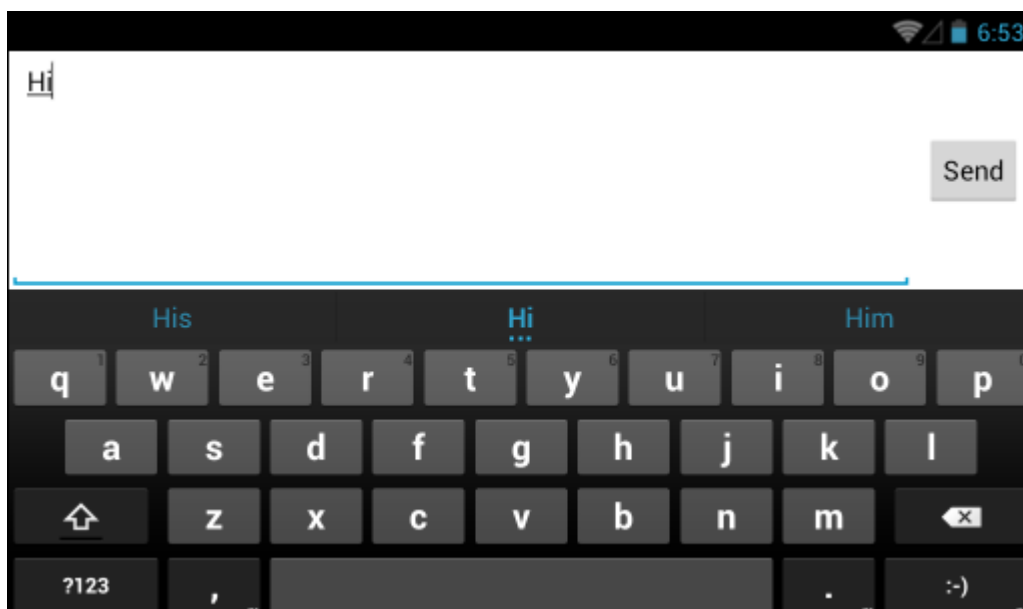 6:53
Hi
Send
His Hi Him
q 1 w 2 e 3 r 4 t 5 y 6 u 7 i 8 o 9 p
a s d f g h j k l
z x c v b n m
?123 , . :-)